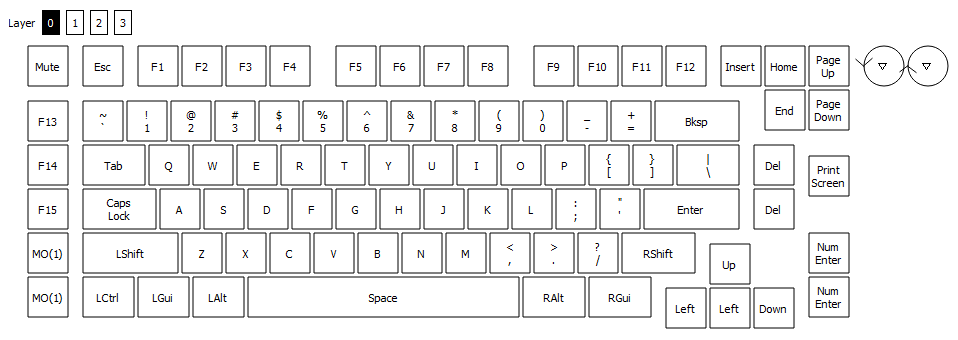 Layer 0 1 2 3
Mute Esc F1 F2 F3 F4 F5 F6 F7 F8 F9 F10 F11 F12 Insert Home Page
Up
F13 ~ ! @ # $ % ^ & * ( ) _ + Bksp End Page
` 1 2 3 4 5 6 7 8 9 0 - = Down
F14 Tab Q W E R T Y U I O P { } | Del Print
[ ] \ Screen
F15 Caps A S D F G H J K L : " Enter Del
Lock ; '
MO(1) LShift Z X C V B N M < > ? RShift Up Num
, . / Enter
MO(1) LCtrl LGui LAlt Space RAlt RGui Left Left Down Num
Enter